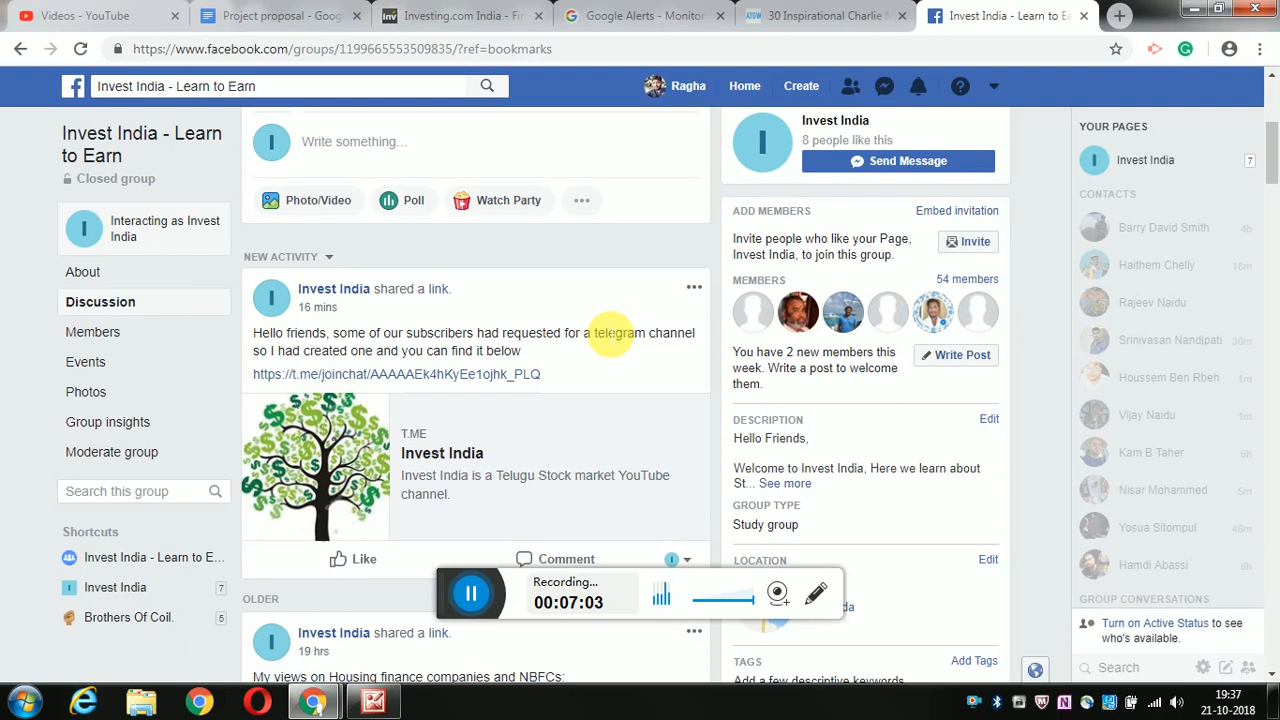 Videos - YouTube
Project proposal - Goog
Investing.com India - Fi
Google Alerts - Monitor
30 Inspirational Charlie M
Invest India - Learn to Ea
https://www.facebook.com/groups/1199665553509835/?ref=bookmarks
Invest India - Learn to Earn
Ragha
Home
Create
Invest India - Learn
to Earn
Closed group
Interacting as Invest
India
About
Discussion
Members
Events
Photos
Group insights
Moderate group
Search this group
Shortcuts
Invest India - Learn to E...
Invest India
7
Brothers Of Coil.
5
Write something...
Photo/Video
Poll
Watch Party
NEW ACTIVITY
Invest India shared a link.
16 mins
Hello friends, some of our subscribers had requested for a telegram channel
so I had created one and you can find it below
https://t.me/joinchat/AAAAAEk4hKyEe1ojhk_PLQ
T.ME
Invest India
Invest India is a Telugu Stock market YouTube
channel.
Like
Comment
Recording...
00:07:03
OLDER
Invest India shared a link.
19 hrs
My views on Housing finance companies and NBFCs:
Invest India
8 people like this
Send Message
ADD MEMBERS
Embed invitation
Invite people who like your Page,
Invest India, to join this group.
Invite
MEMBERS
54 members
You have 2 new members this
week. Write a post to welcome
them.
Write Post
DESCRIPTION
Edit
Hello Friends,
Welcome to Invest India, Here we learn about
St... See more
GROUP TYPE
Study group
LOCATION
Edit
TAGS
Add Tags
Add a few descriptive keywords
YOUR PAGES
Invest India
7
CONTACTS
Barry David Smith
4h
Haithem Chelly
16m
Rajeev Naidu
Srinivasan Nandipati
30m
Houssem Ben Rbeh
Vijay Naidu
1m
Kam B Taher
6h
Nisar Mohammed
5m
Yosua Sitompul
46m
Hamdi Abassi
6h
GROUP CONVERSATIONS
Turn on Active Status to see
who's available.
Search
19:37
21-10-2018